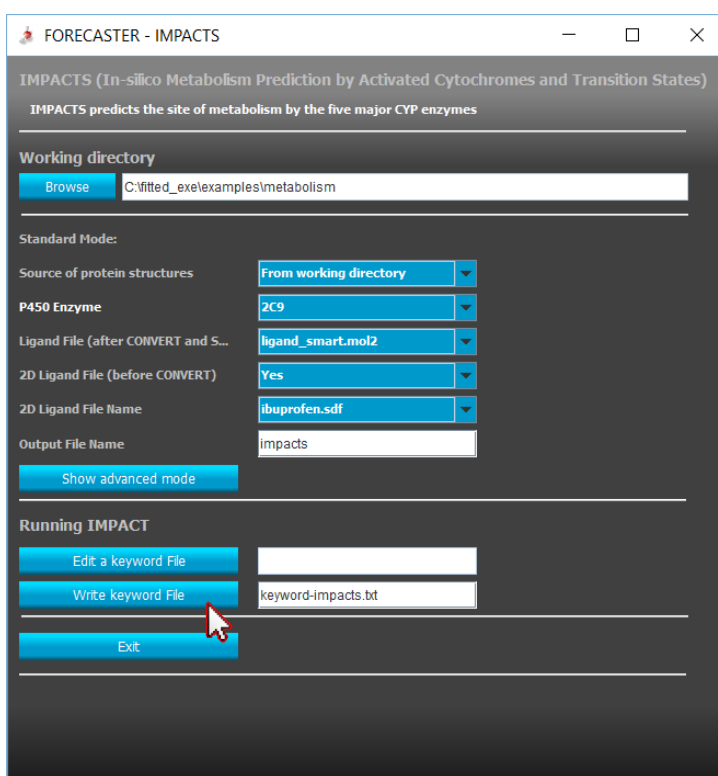 FORECASTER - IMPACTS
IMPACTS (In-silico Metabolism Prediction by Activated Cytochromes and Transition States)
IMPACTS predicts the site of metabolism by the five major CYP enzymes
Working directory
Browse C:\fitted_exe\examples\metabolism
Standard Mode:
Source of protein structures From working directory
P450 Enzyme 2C9
Ligand File (after CONVERT and S... ligand_smart.mol2
2D Ligand File (before CONVERT) Yes
2D Ligand File Name ibuprofen.sdf
Output File Name impacts
Show advanced mode
Running IMPACT
Edit a keyword File
Write keyword File keyword-impacts.txt
Exit